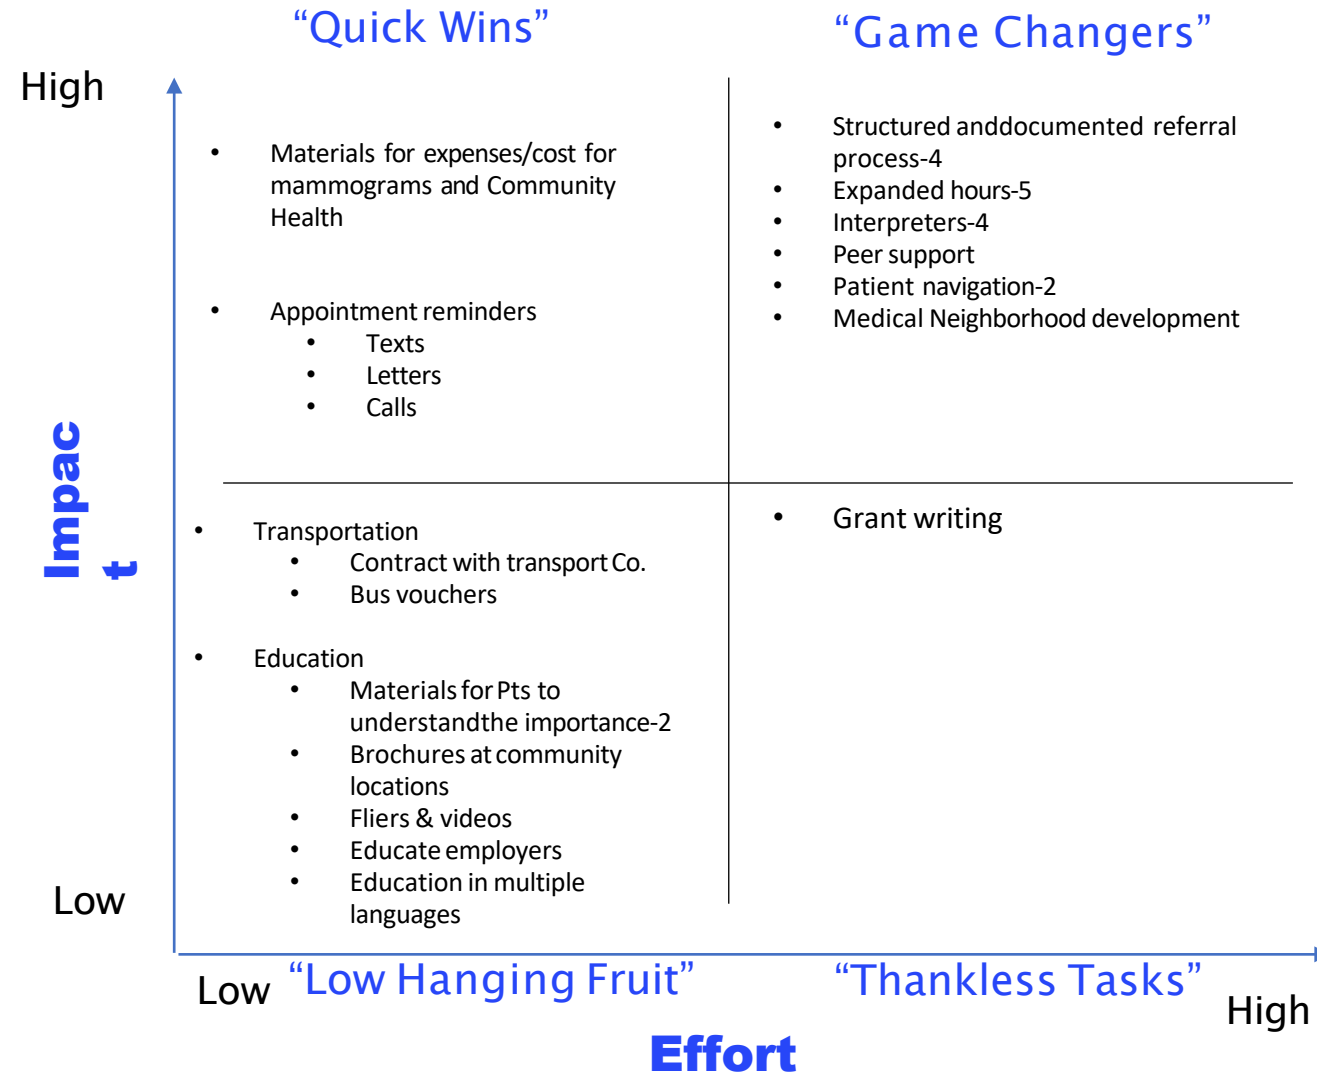 “Quick Wins”
“Game Changers”
High
• Materials for expenses/cost for
mammograms and Community
Health
• Appointment reminders
• Texts
• Letters
• Calls
• Structured anddocumented referral
process-4
• Expanded hours-5
• Interpreters-4
• Peer support
• Patient navigation-2
• Medical Neighborhood development
Impac
t
• Transportation
• Contract with transport Co.
• Bus vouchers
• Education
• Materials for Pts to
understandthe importance-2
• Brochures at community
locations
• Fliers & videos
• Educate employers
• Education in multiple
languages
• Grant writing
Low
Low
“Low Hanging Fruit”
“Thankless Tasks”
High
Effort